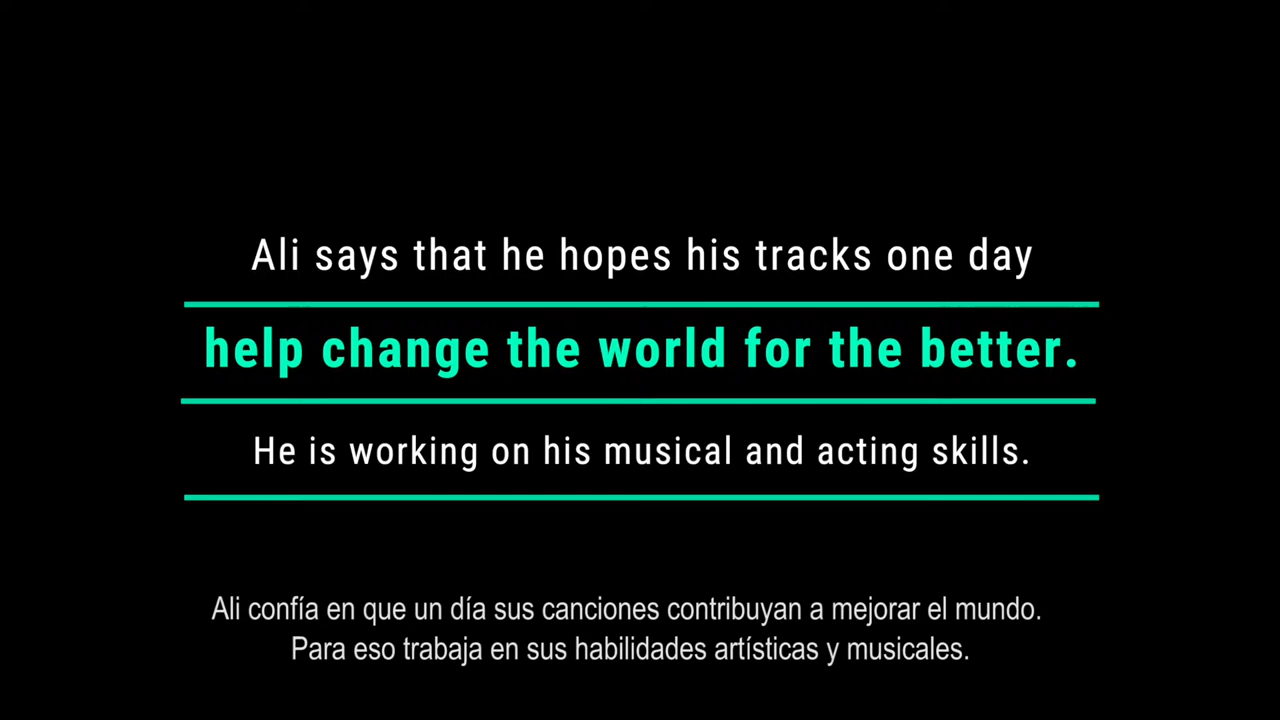 Ali says that he hopes his tracks one day
help change the world for the better.
He is working on his musical and acting skills.
Ali confía en que un día sus canciones contribuyan a mejorar el mundo.
Para eso trabaja en sus habilidades artísticas y musicales.